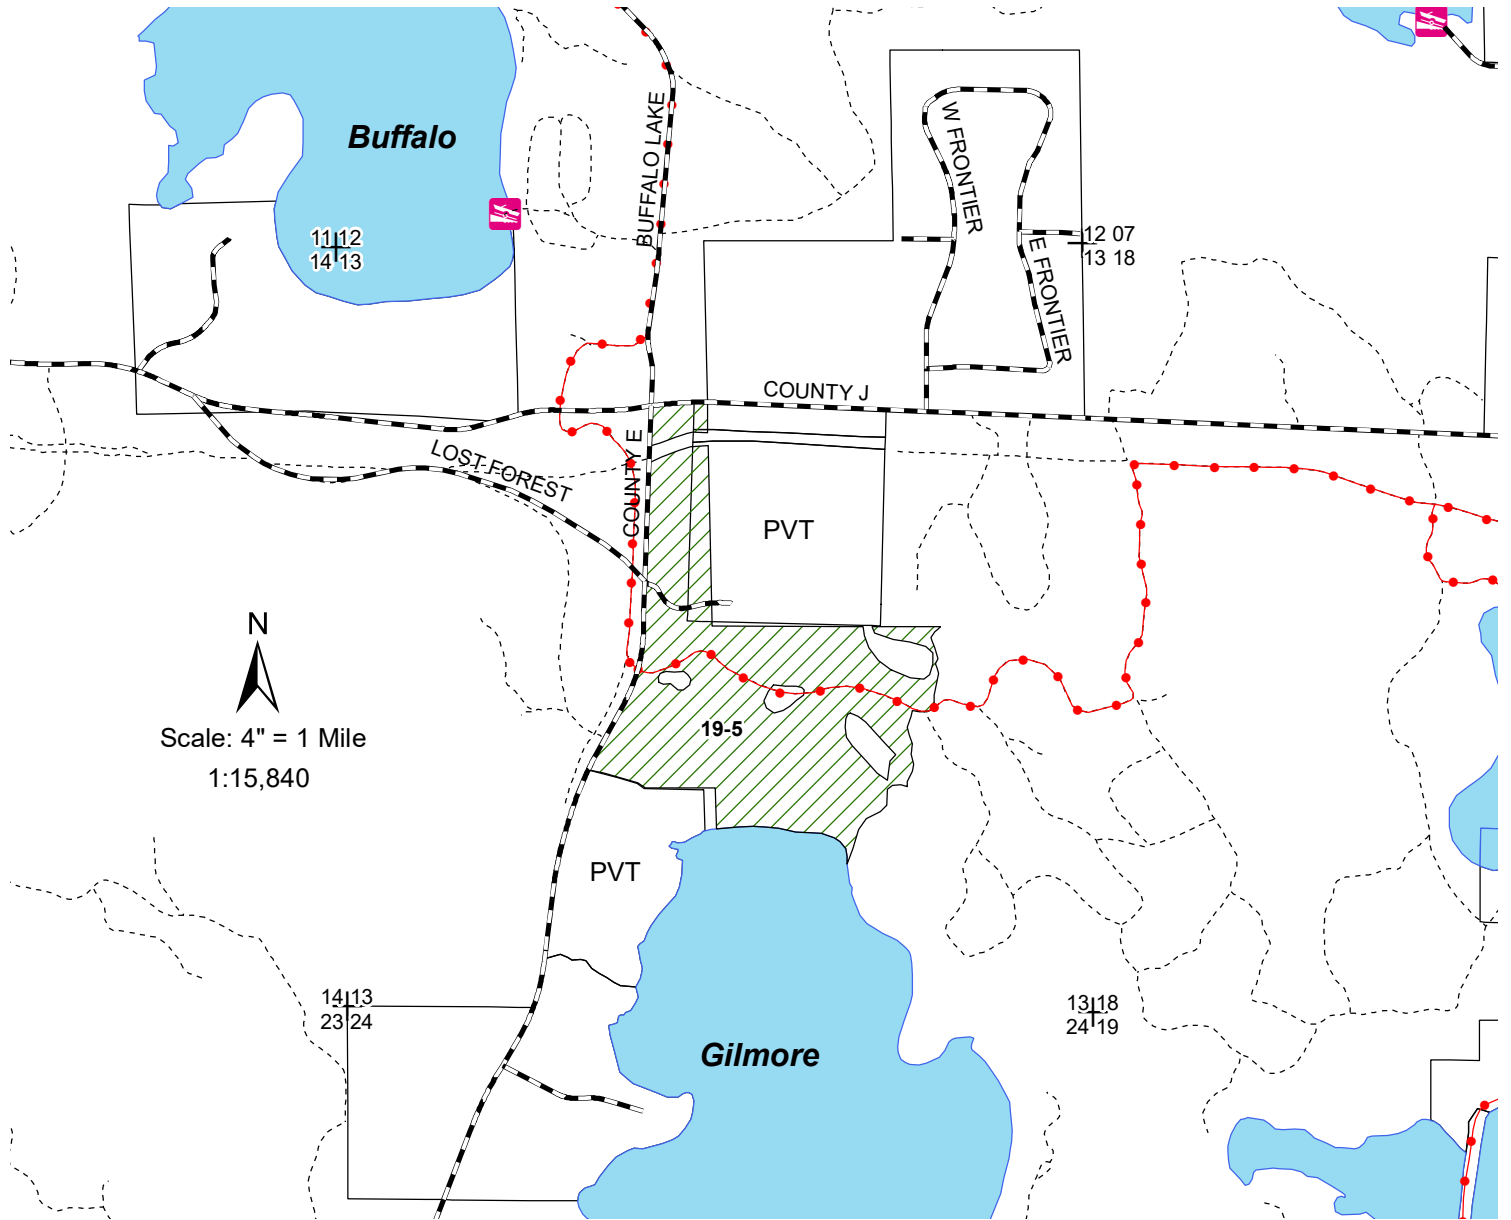 Buffalo
BUFFALO LAKE
W FRONTIER
E FRONTIER
11 12
14 13
12 07
13 18
COUNTY J
LOST FOREST
COUNTY E
PVT
N
Scale: 4" = 1 Mile
1:15,840
19-5
PVT
14 13
23 24
13 18
24 19
Gilmore